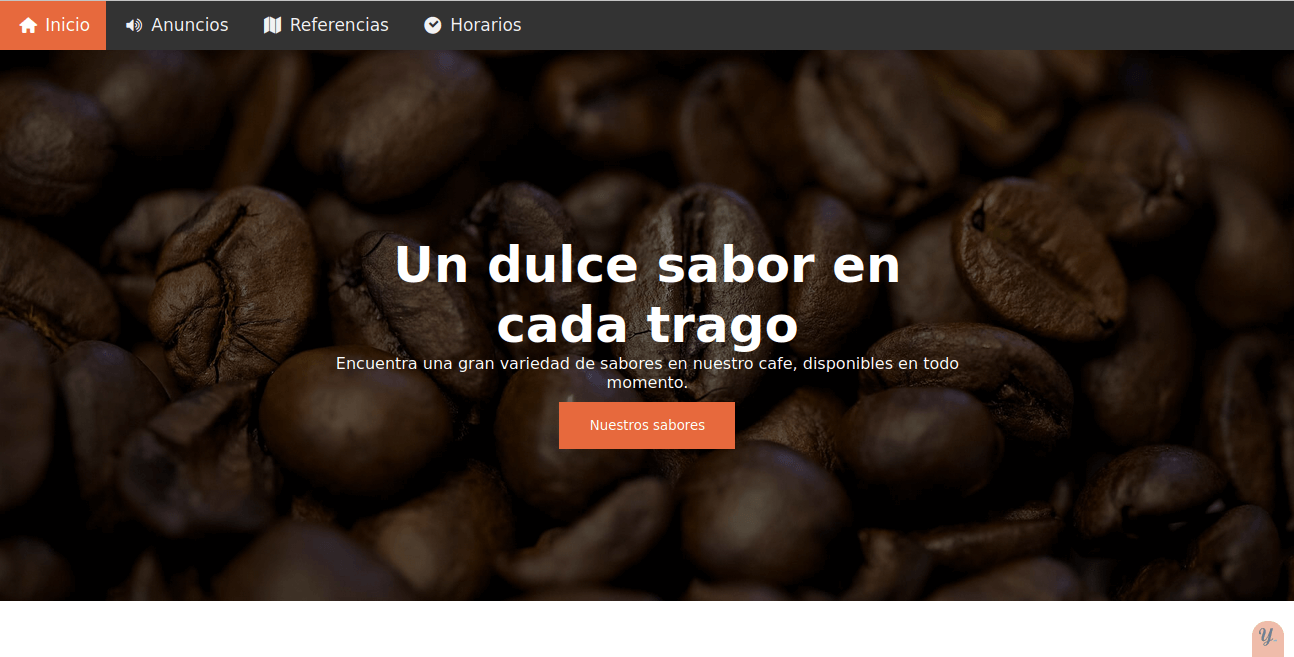 Inicio
Anuncios
Referencias
Horarios
Un dulce sabor en
cada trago
Encuentra una gran variedad de sabores en nuestro cafe, disponibles en todo
momento.
Nuestros sabores
y